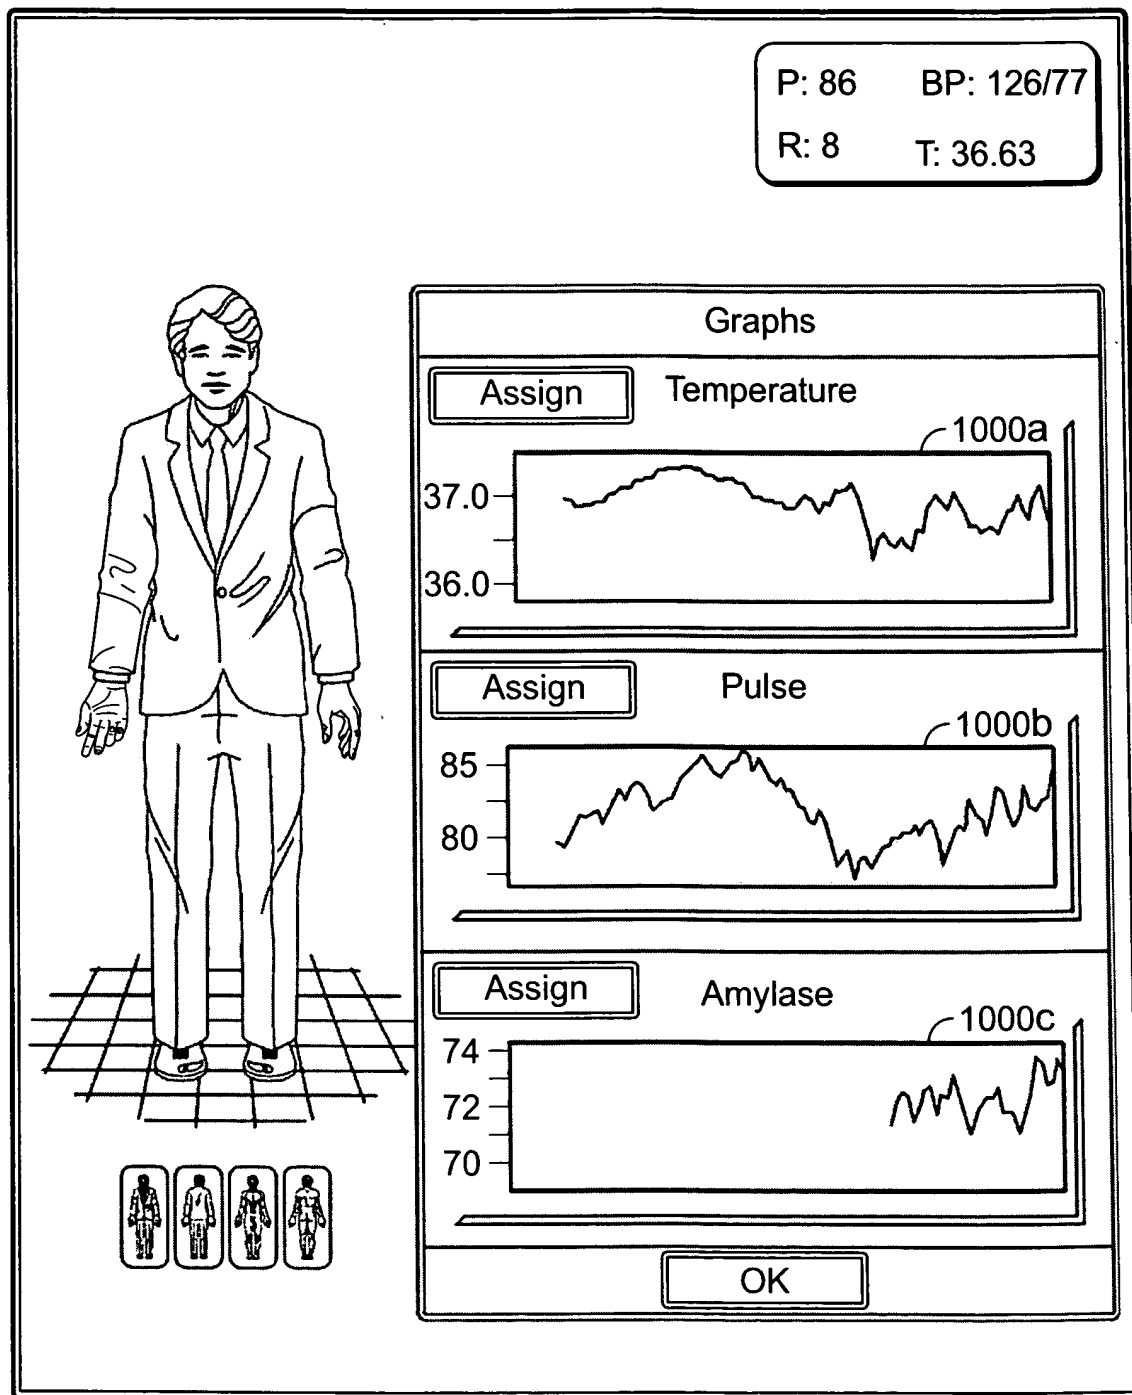 P: 86 BP: 126/77
R: 8 T: 36.63
Graphs
Assign Temperature
1000a
37.0
36.0
Assign Pulse
1000b
85
80
Assign Amylase
1000c
74
72
70
OK